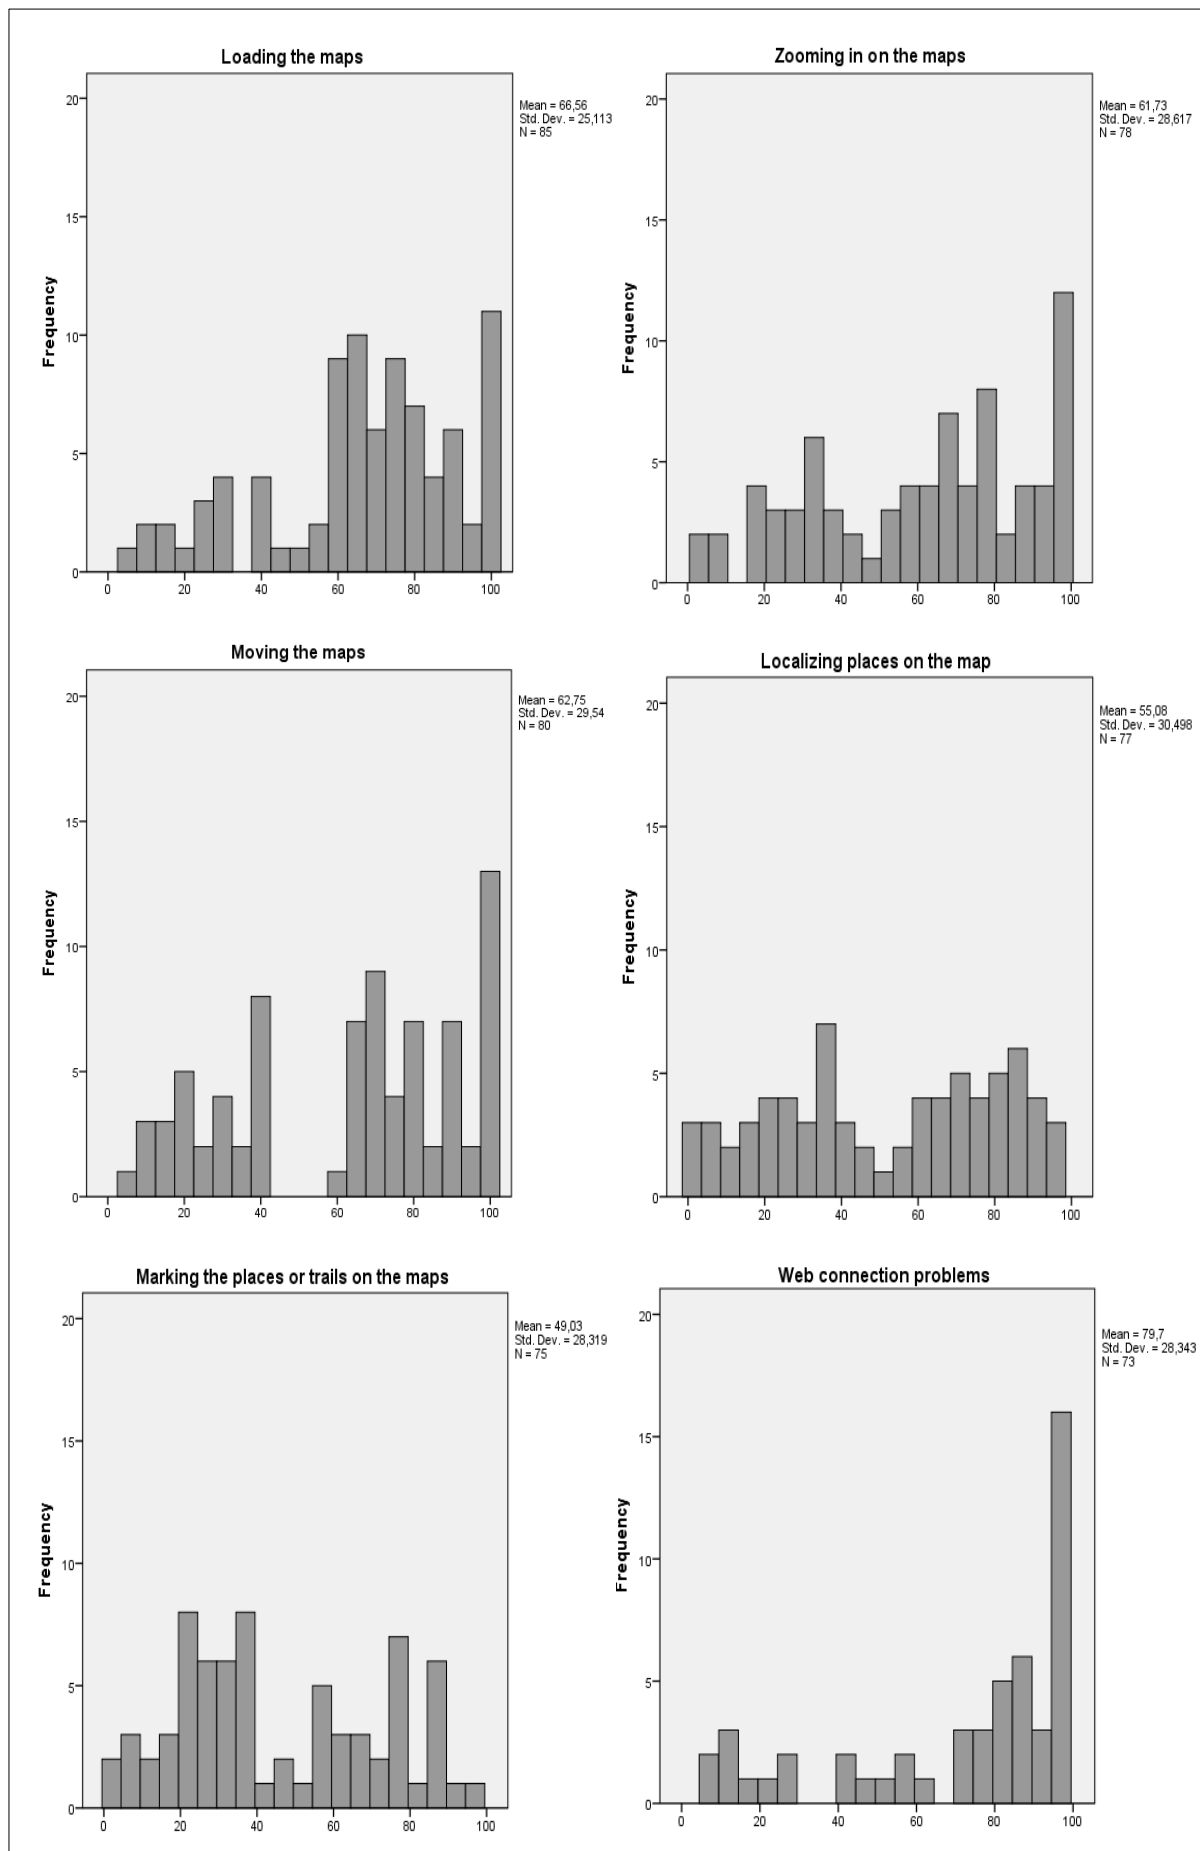 Loading the maps
Mean = 66,56
Std. Dev. = 25,113
N = 85
Frequency
20
15
10
5
0
0 20 40 60 80 100
Zooming in on the maps
Mean = 61,73
Std. Dev. = 28,617
N = 78
Frequency
20
15
10
5
0
0 20 40 60 80 100
Moving the maps
Mean = 62,75
Std. Dev. = 29,54
N = 80
Frequency
20
15
10
5
0
0 20 40 60 80 100
Localizing places on the map
Mean = 55,08
Std. Dev. = 30,498
N = 77
Frequency
20
15
10
5
0
0 20 40 60 80 100
Marking the places or trails on the maps
Mean = 49,03
Std. Dev. = 28,319
N = 75
Frequency
20
15
10
5
0
0 20 40 60 80 100
Web connection problems
Mean = 79,7
Std. Dev. = 28,343
N = 73
Frequency
20
15
10
5
0
0 20 40 60 80 100